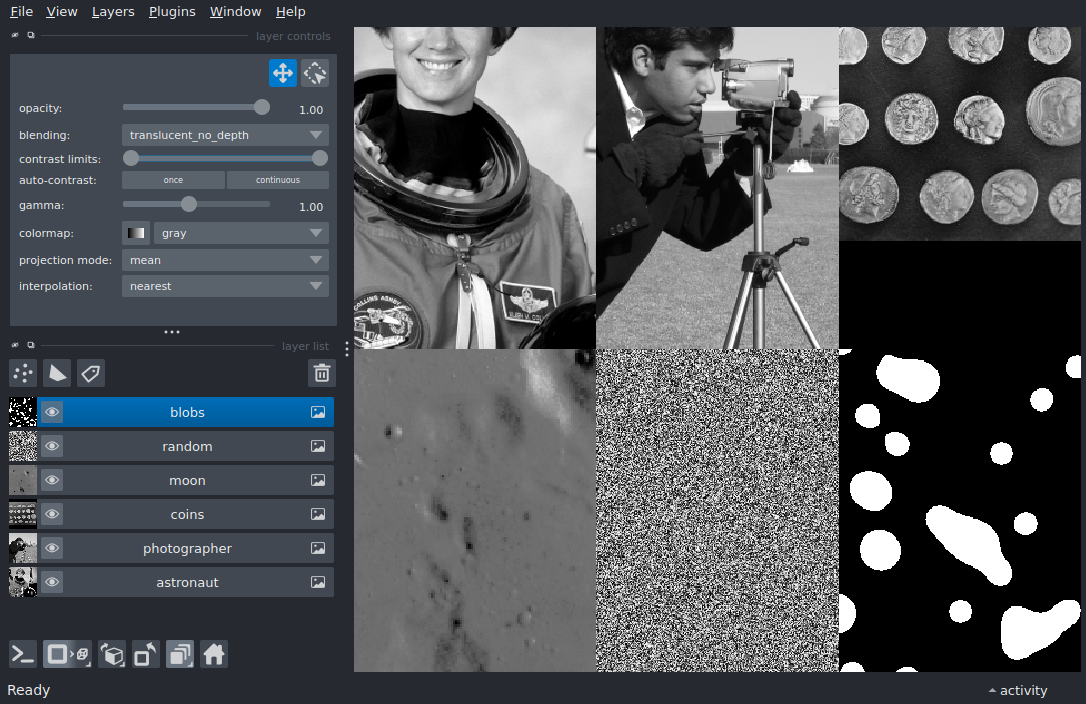 File View Layers Plugins Window Help
layer controls
opacity: 1.00
blending: translucent_no_depth
contrast limits:
auto-contrast: once continuous
gamma: 1.00
colormap: gray
projection mode: mean
interpolation: nearest
layer list
blobs
random
moon
coins
photographer
astronaut
Ready
activity